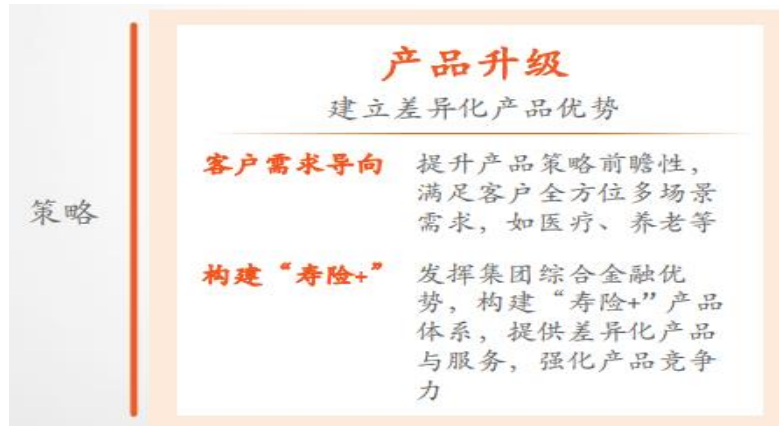 产品升级
建立差异化产品优势
策略
客户需求导向
提升产品策略前瞻性，
满足客户全方位多场景
需求，如医疗、养老等
构建“寿险+”
发挥集团综合金融优
势，构建“寿险+”产品
体系，提供差异化产品
与服务，强化产品竞争
力